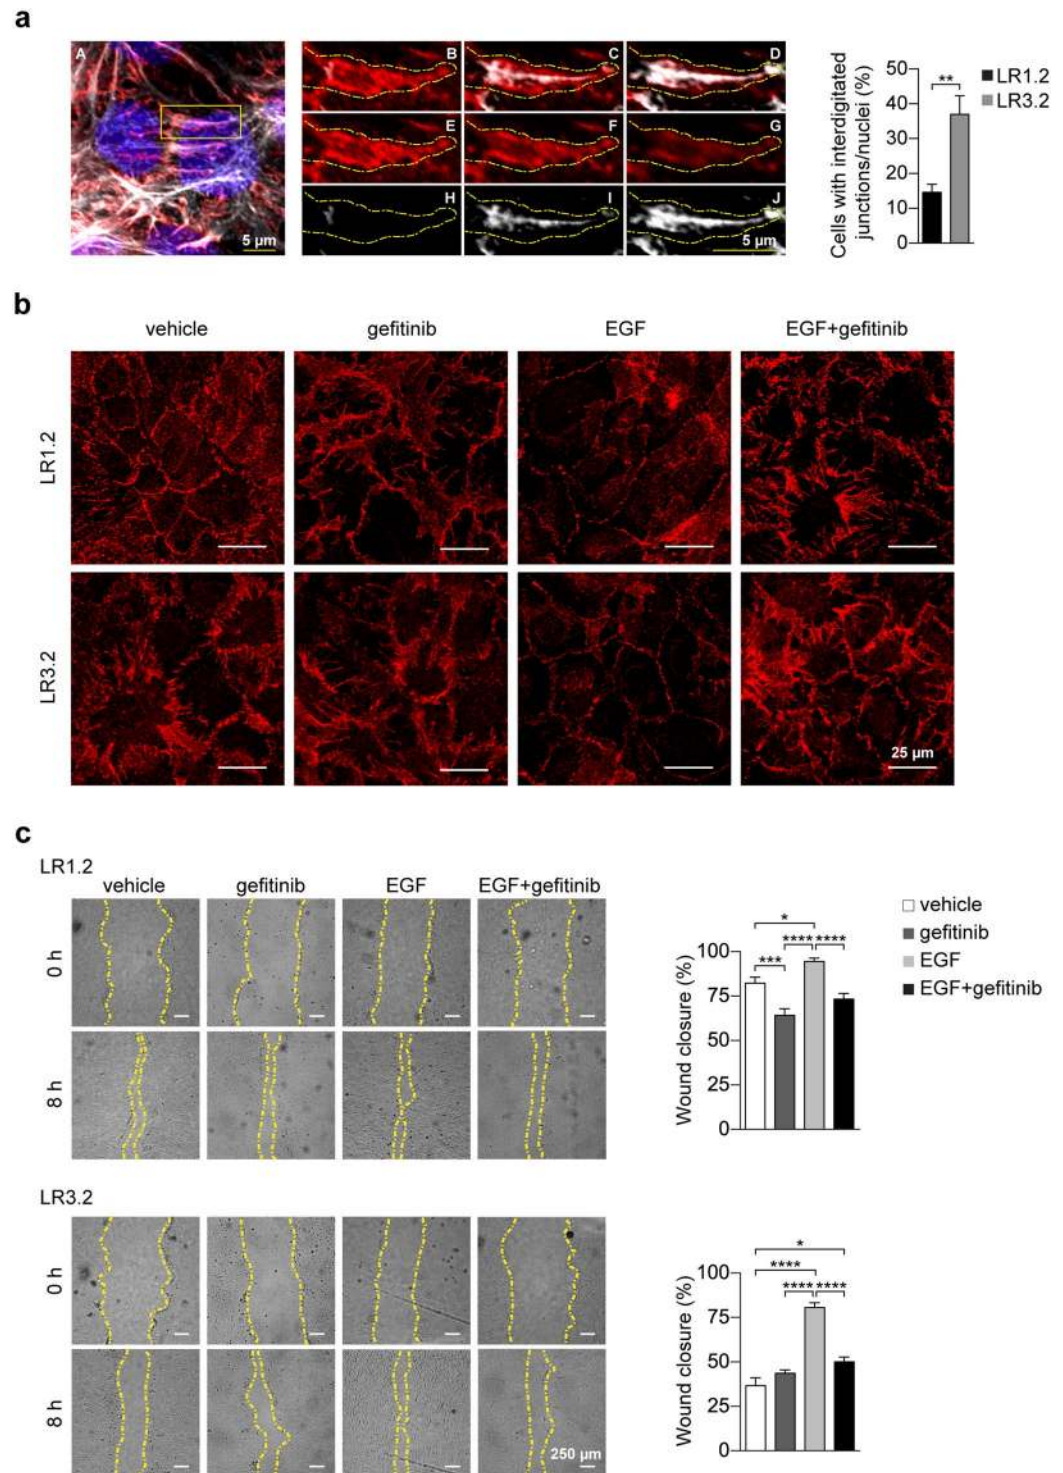 a
A
5 µm
B
C
D
E
F
G
H
I
J
5 µm
Cells with interdigitated
junctions/nuclei (%)
50
40
30
20
10
0
**
LR1.2
LR3.2
b
vehicle
gefitinib
EGF
EGF+gefitinib
LR1.2
LR3.2
25 µm
c
LR1.2
vehicle
gefitinib
EGF
EGF+gefitinib
0 h
8 h
Wound closure (%)
100
75
50
25
0
*
*** **** ****
vehicle
gefitinib
EGF
EGF+gefitinib
LR3.2
0 h
8 h
250 µm
Wound closure (%)
100
75
50
25
0
*
****
**** ****